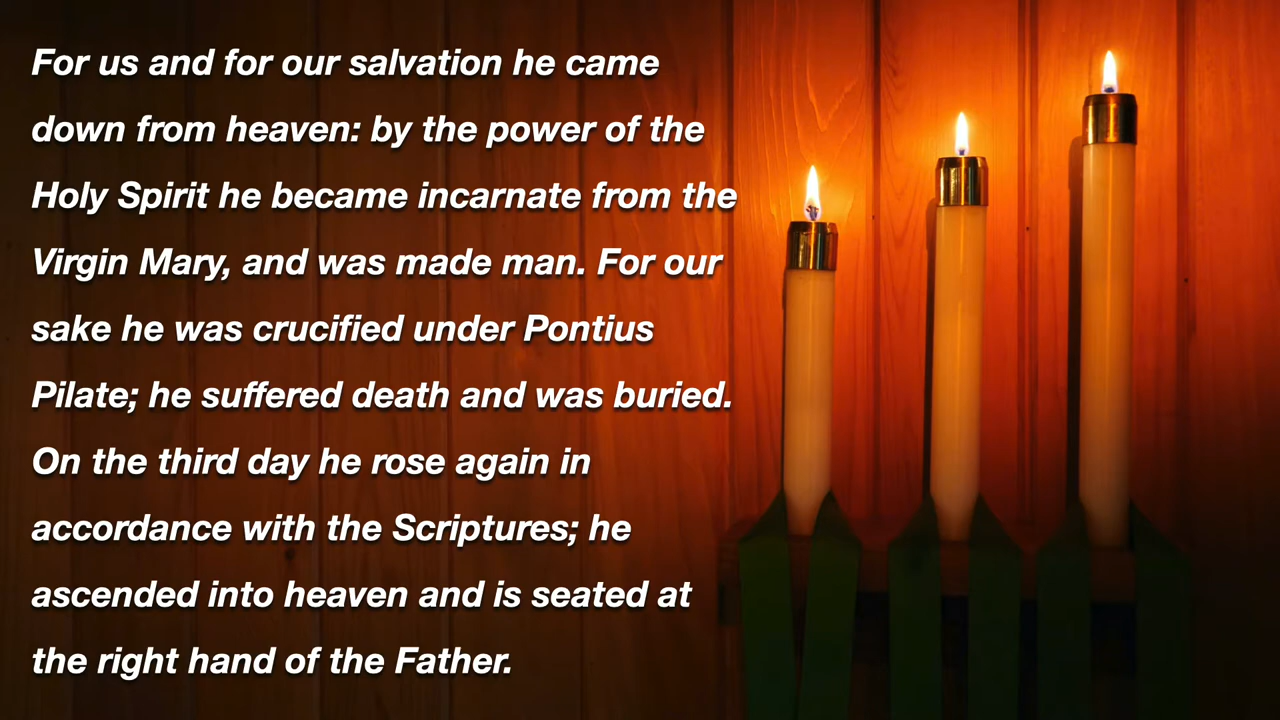 For us and for our salvation he came
down from heaven: by the power of the
Holy Spirit he became incarnate from the
Virgin Mary, and was made man. For our
sake he was crucified under Pontius
Pilate; he suffered death and was buried.
On the third day he rose again in
accordance with the Scriptures; he
ascended into heaven and is seated at
the right hand of the Father.